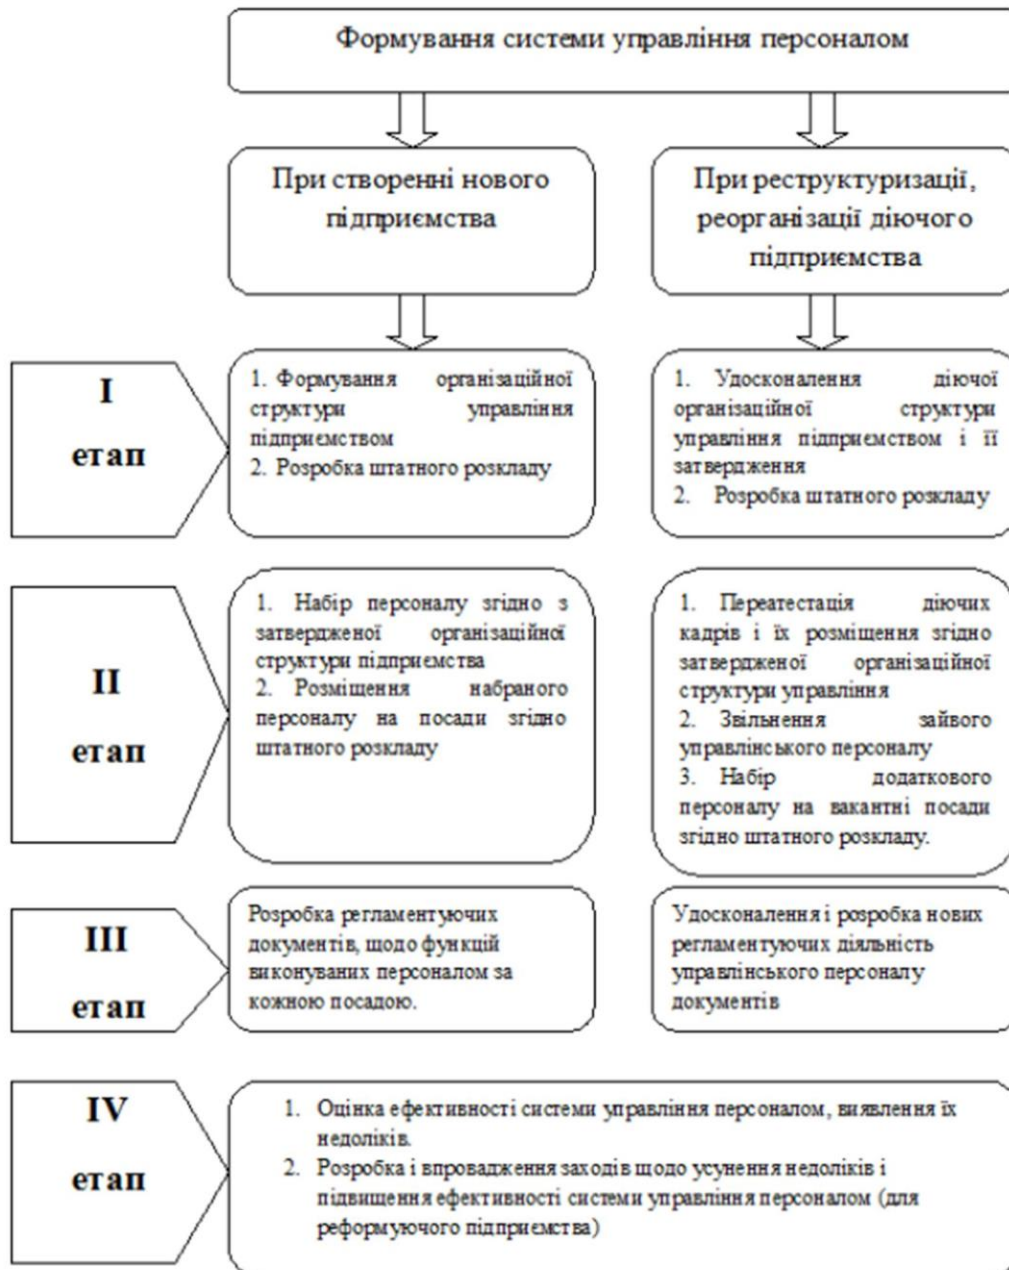 Формування системи управління персоналом
При створенні нового
підприємства
При реструктуризації,
реорганізації діючого
підприємства
I
етап
1. Формування організаційної
структури управління
підприємством
2. Розробка штатного розкладу
1. Удосконалення діючої
організаційної структури
управління підприємством і її
затвердження
2. Розробка штатного розкладу
II
етап
1. Набір персоналу згідно з
затвердженої організаційної
структури підприємства
2. Розміщення набраного
персоналу на посади згідно
штатного розкладу
1. Переатестація діючих
кадрів і їх розміщення згідно
затвердженої організаційної
структури управління
2. Звільнення зайвого
управлінського персоналу
3. Набір додаткового
персоналу на вакантні посади
згідно штатного розкладу.
III
етап
Розробка регламентуючих
документів, щодо функцій
виконуваних персоналом за
кожною посадою.
Удосконалення і розробка нових
регламентуючих діяльність
управлінського персоналу
документів
IV
етап
1. Оцінка ефективності системи управління персоналом, виявлення їх
недоліків.
2. Розробка і впровадження заходів щодо усунення недоліків і
підвищення ефективності системи управління персоналом (для
реформуючого підприємства)